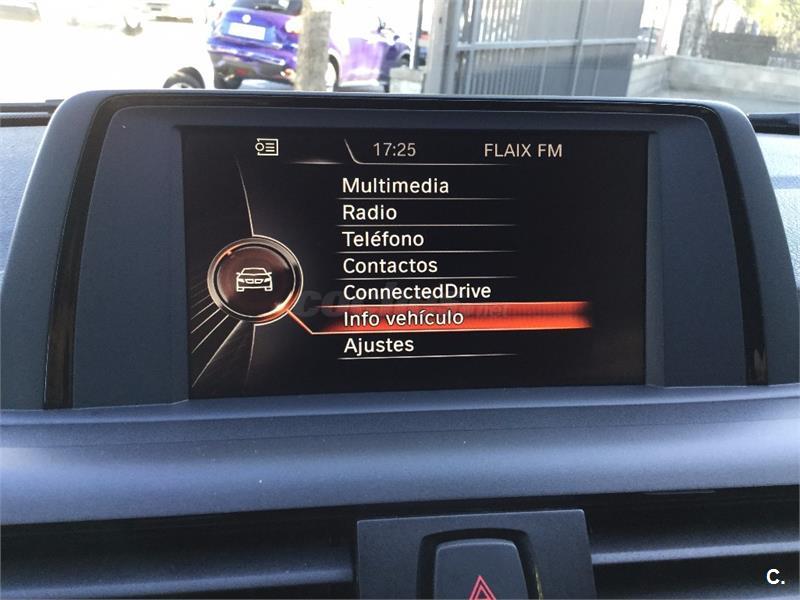 17:25 FLAIX FM
Multimedia
Radio
Teléfono
Contactos
ConnectedDrive
Info vehículo
Ajustes
C.